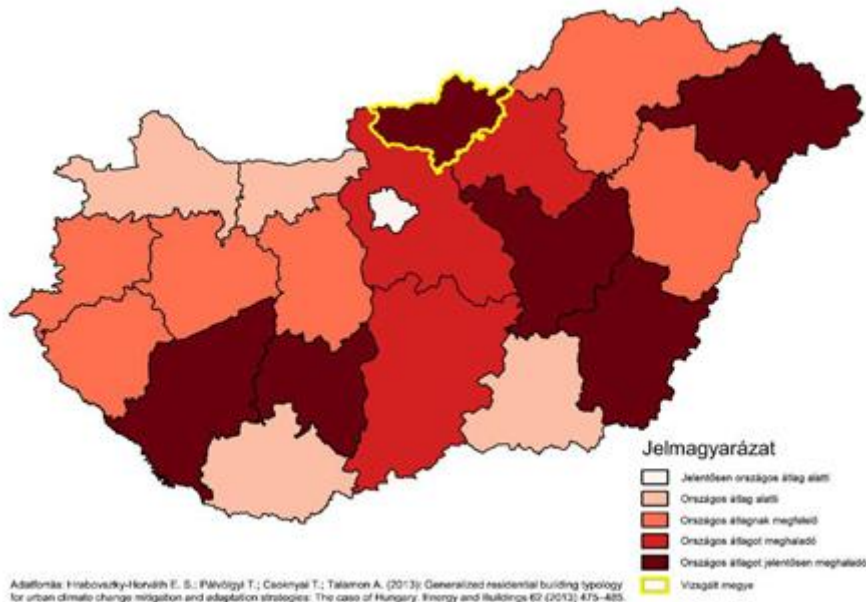 Jelmagyarázat
Jelentősen országos átlag alatti
Országos átlag alatti
Országos átlagnak megfelelő
Országos átlagot meghaladó
Országos átlagot jelentősen meghaladó
Vizsgált megye
Adatforrás: Hrabovszky-Horváth E. S.; Pálvölgyi T.; Csoknyai T.; Talamon A. (2013): Generalized residential building typology
for urban climate change mitigation and adaptation strategies: The case of Hungary. Energy and Buildings 62 (2013) 475–485.